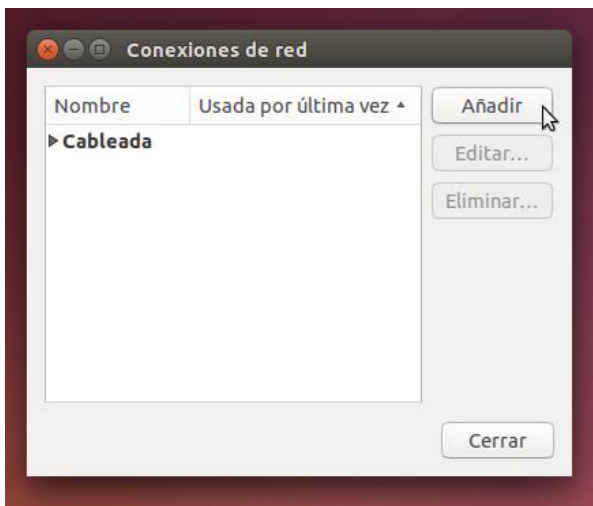 Conexiones de red
Nombre Usada por última vez
Añadir
Cableada
Editar...
Eliminar...
Cerrar